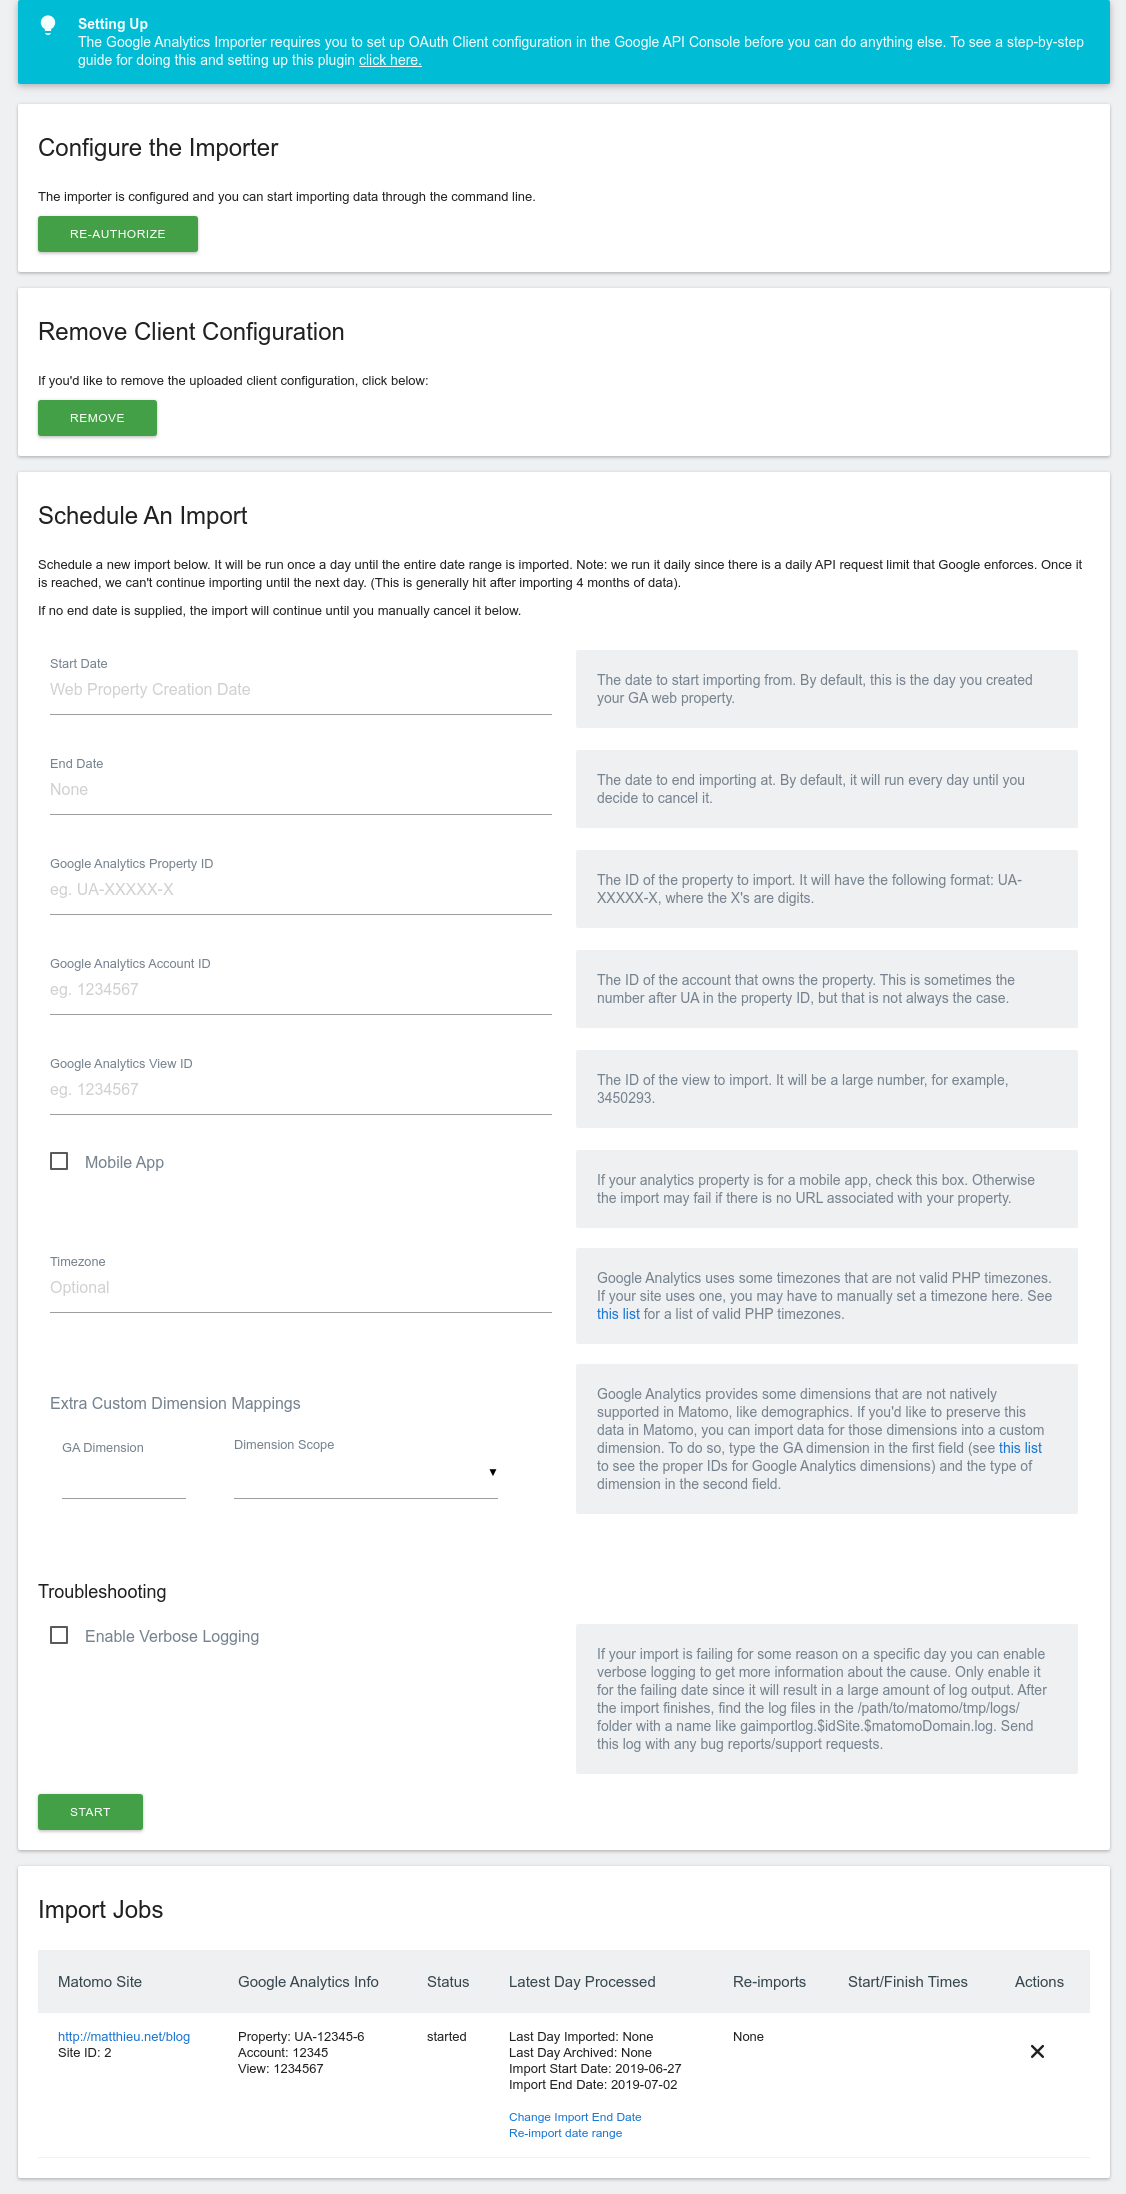 Setting Up
The Google Analytics Importer requires you to set up OAuth Client configuration in the Google API Console before you can do anything else. To see a step-by-step
guide for doing this and setting up this plugin click here.
Configure the Importer
The importer is configured and you can start importing data through the command line.
RE-AUTHORIZE
Remove Client Configuration
If you'd like to remove the uploaded client configuration, click below:
REMOVE
Schedule An Import
Schedule a new import below. It will be run once a day until the entire date range is imported. Note: we run it daily since there is a daily API request limit that Google enforces. Once it
is reached, we can't continue importing until the next day. (This is generally hit after importing 4 months of data).
If no end date is supplied, the import will continue until you manually cancel it below.
Start Date
Web Property Creation Date
The date to start importing from. By default, this is the day you created
your GA web property.
End Date
None
The date to end importing at. By default, it will run every day until you
decide to cancel it.
Google Analytics Property ID
eg. UA-XXXXX-X
The ID of the property to import. It will have the following format: UA-
XXXXX-X, where the X's are digits.
Google Analytics Account ID
eg. 1234567
The ID of the account that owns the property. This is sometimes the
number after UA in the property ID, but that is not always the case.
Google Analytics View ID
eg. 1234567
The ID of the view to import. It will be a large number, for example,
3450293.
Mobile App
If your analytics property is for a mobile app, check this box. Otherwise
the import may fail if there is no URL associated with your property.
Timezone
Optional
Google Analytics uses some timezones that are not valid PHP timezones.
If your site uses one, you may have to manually set a timezone here. See
this list for a list of valid PHP timezones.
Extra Custom Dimension Mappings
GA Dimension
Dimension Scope
Google Analytics provides some dimensions that are not natively
supported in Matomo, like demographics. If you'd like to preserve this
data in Matomo, you can import data for those dimensions into a custom
dimension. To do so, type the GA dimension in the first field (see this list
to see the proper IDs for Google Analytics dimensions) and the type of
dimension in the second field.
Troubleshooting
Enable Verbose Logging
If your import is failing for some reason on a specific day you can enable
verbose logging to get more information about the cause. Only enable it
for the failing date since it will result in a large amount of log output. After
the import finishes, find the log files in the /path/to/matomo/tmp/logs/
folder with a name like gaimportlog.$idSite.$matomoDomain.log. Send
this log with any bug reports/support requests.
START
Import Jobs
Matomo Site Google Analytics Info Status Latest Day Processed Re-imports Start/Finish Times Actions
http://matthieu.net/blog Property: UA-12345-6 started Last Day Imported: None None
Site ID: 2 Account: 12345 Last Day Archived: None
View: 1234567 Import Start Date: 2019-06-27
Import End Date: 2019-07-02
Change Import End Date
Re-import date range